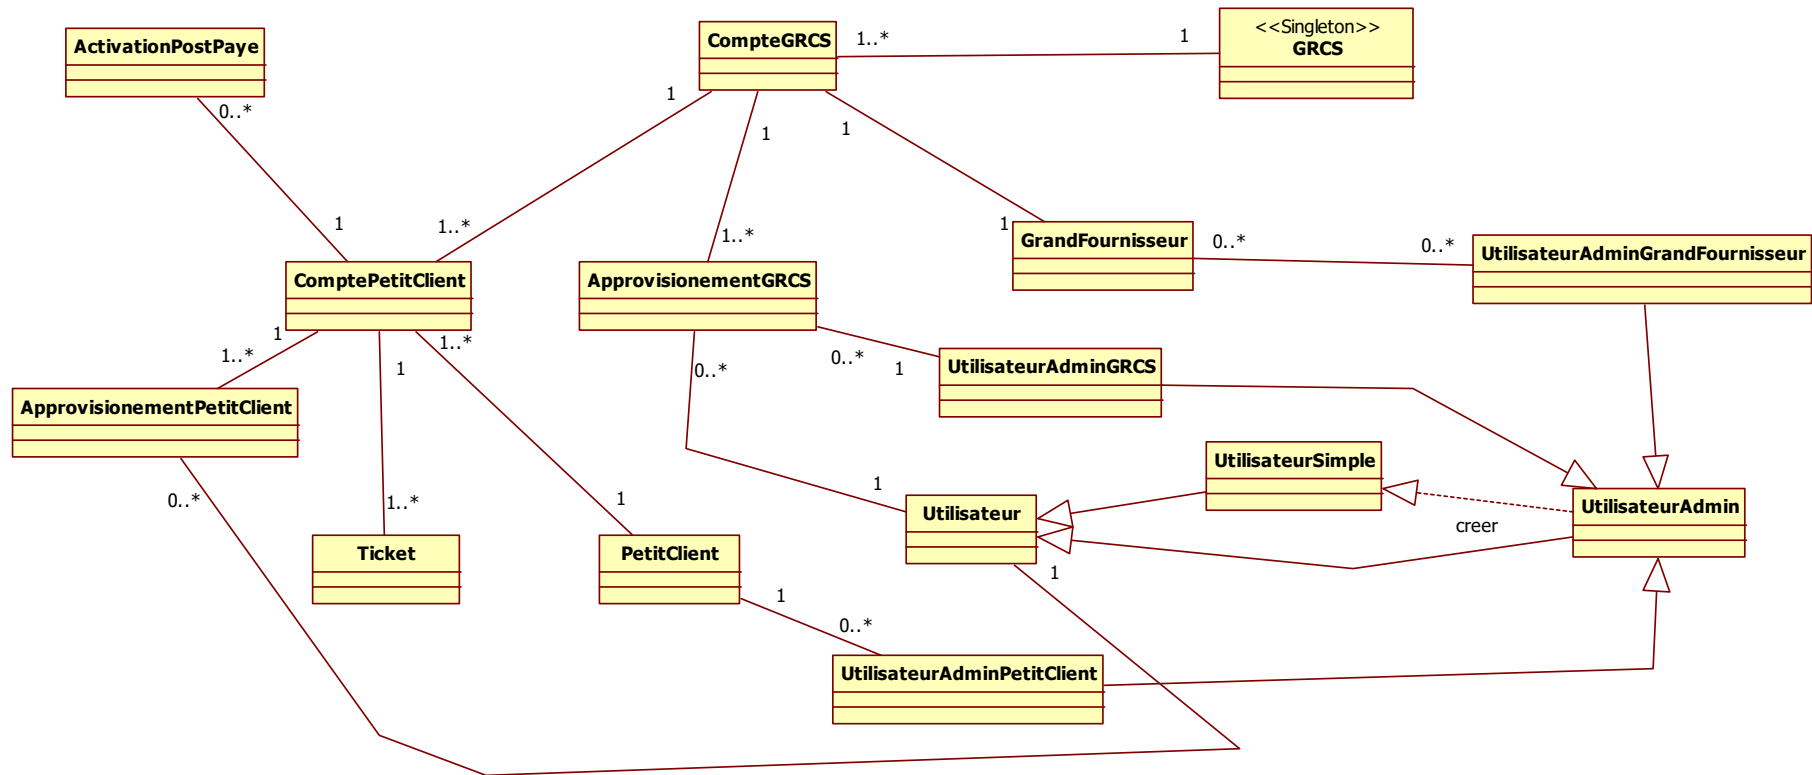 <<Singleton>>
GRCS
CompteGRCS
1..*
1
ActivationPostPaye
0..*
1
1
1
1
1..*
1..*
1
GrandFournisseur
0..*
0..*
UtilisateurAdminGrandFournisseur
ComptePetitClient
ApprovisionementGRCS
1
1..*
1
1..*
0..*
0..*
1
UtilisateurAdminGRCS
ApprovisionementPetitClient
UtilisateurSimple
0..*
1..*
1
1
Utilisateur
UtilisateurAdmin
creer
Ticket
PetitClient
1
1
0..*
UtilisateurAdminPetitClient